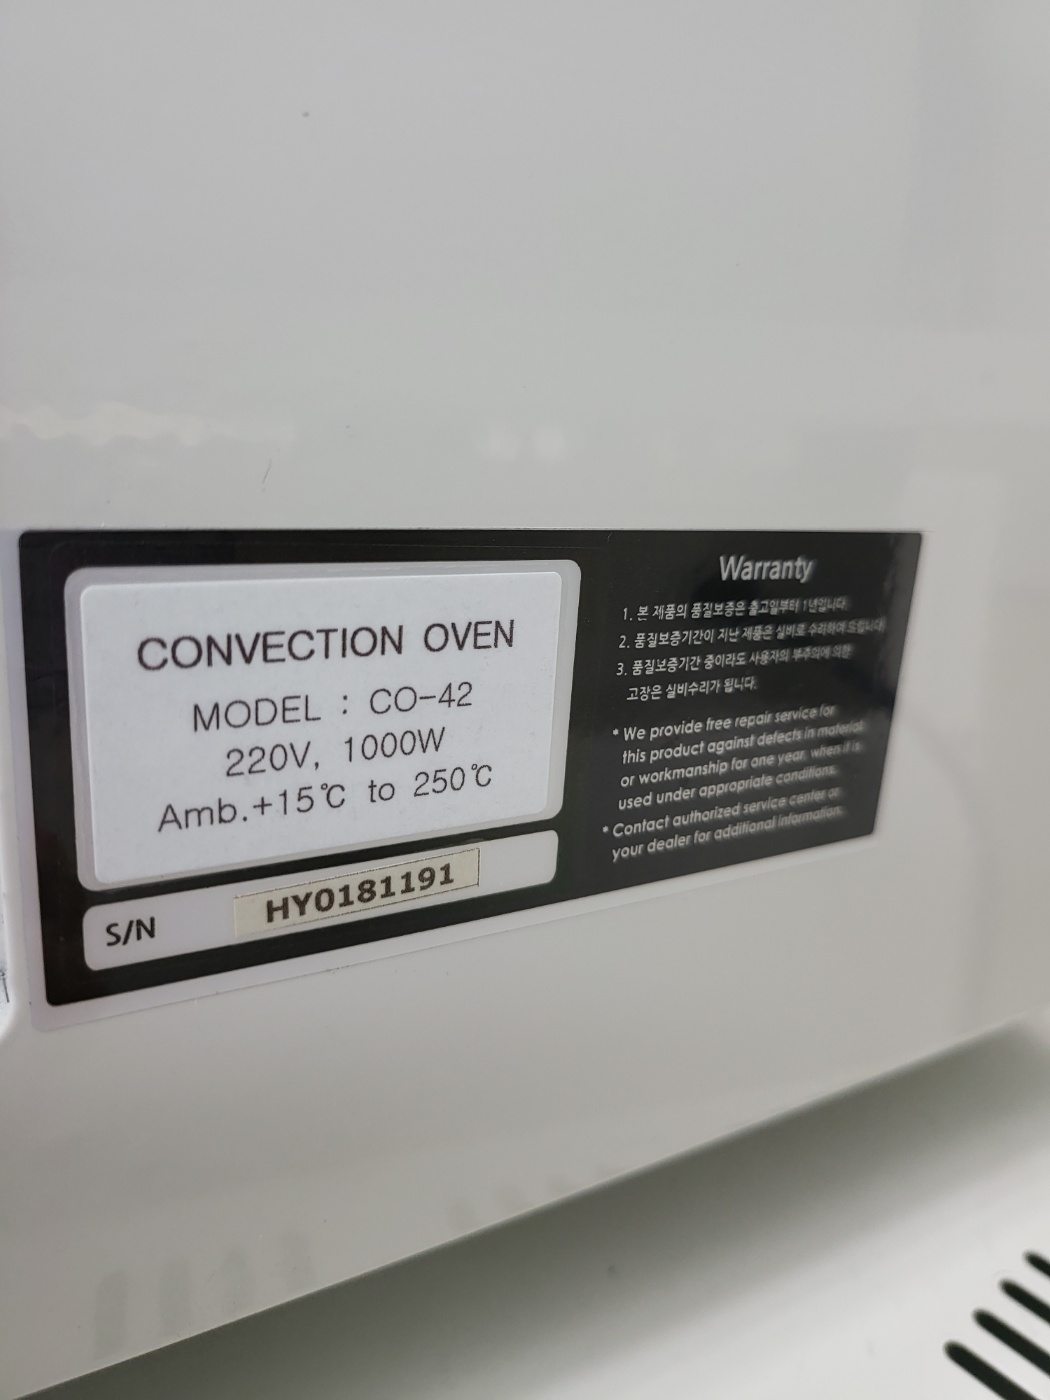 CONVECTION OVEN
MODEL : CO-42
220V, 1000W
Amb.+15℃ to 250℃
S/N HY0181191
Warranty
1. 본 제품의 품질보증은 출고일부터 1년입니다.
2. 품질보증기간이 지난 제품은 실비로 수리하여 드립니다.
3. 품질보증기간 중이라도 사용자의 부주의에 의한
고장은 실비수리가 됩니다.
* We provide free repair service for
this product against defects in material
or workmanship for one year, when it is
used under appropriate conditions.
* Contact authorized service center or
your dealer for additional information.